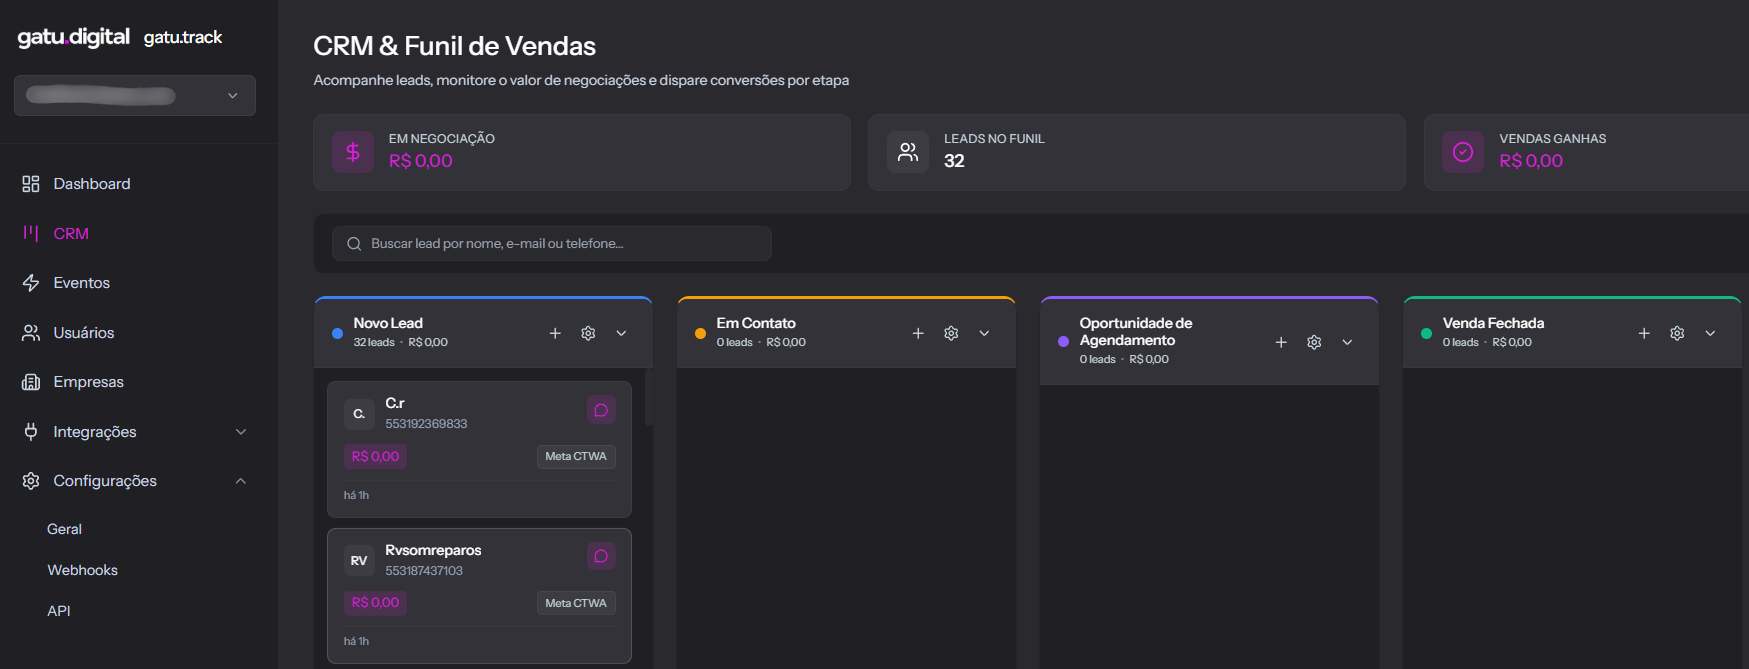 gatu.digital gatu.track
Dashboard
CRM
Eventos
Usuários
Empresas
Integrações
Configurações
Geral
Webhooks
API
CRM & Funil de Vendas
Acompanhe leads, monitore o valor de negociações e dispare conversões por etapa
EM NEGOCIAÇÃO
R$ 0,00
LEADS NO FUNIL
32
VENDAS GANHAS
R$ 0,00
Buscar lead por nome, e-mail ou telefone...
Novo Lead
32 leads · R$ 0,00
C.
C.r
553192369833
R$ 0,00
Meta CTWA
há 1h
RV
Rvsomreparos
553187437103
R$ 0,00
Meta CTWA
há 1h
Em Contato
0 leads · R$ 0,00
Oportunidade de
Agendamento
0 leads · R$ 0,00
Venda Fechada
0 leads · R$ 0,00